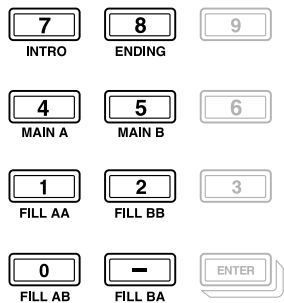 7 8 9
INTRO ENDING
4 5 6
MAIN A MAIN B
1 2 3
FILL AA FILL BB
0 – ENTER
FILL AB FILL BA